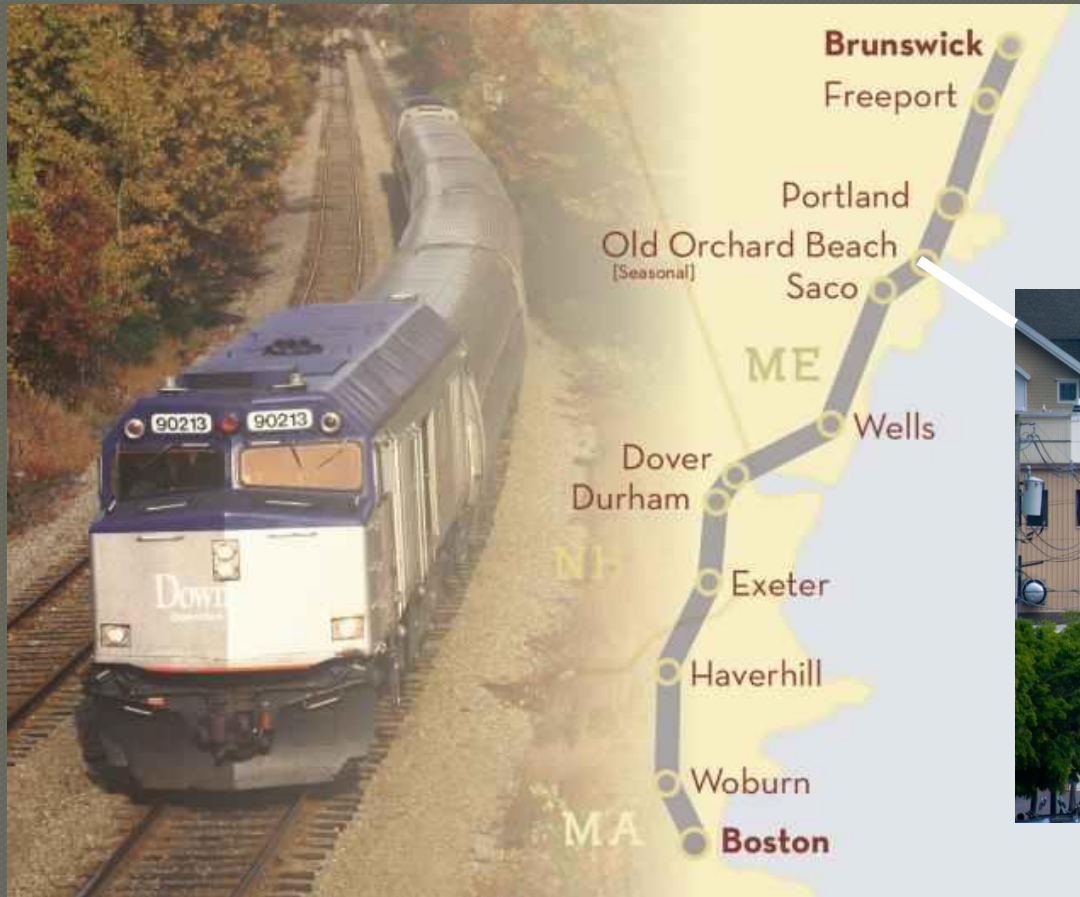 Brunswick
Freeport
Portland
Old Orchard Beach
[Seasonal]
Saco
ME
Wells
Dover
Durham
NH
Exeter
Haverhill
Woburn
MA
Boston
90213 90213